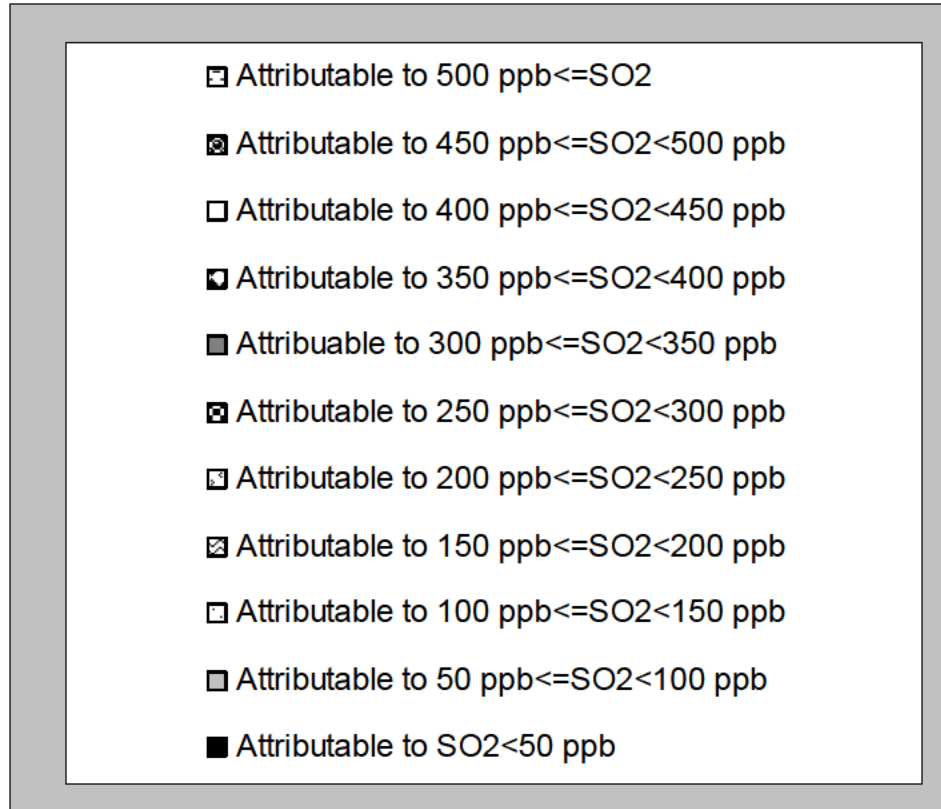 Attributable to 500 ppb<=SO2
Attributable to 450 ppb<=SO2<500 ppb
Attributable to 400 ppb<=SO2<450 ppb
Attributable to 350 ppb<=SO2<400 ppb
Attribuable to 300 ppb<=SO2<350 ppb
Attributable to 250 ppb<=SO2<300 ppb
Attributable to 200 ppb<=SO2<250 ppb
Attributable to 150 ppb<=SO2<200 ppb
Attributable to 100 ppb<=SO2<150 ppb
Attributable to 50 ppb<=SO2<100 ppb
Attributable to SO2<50 ppb